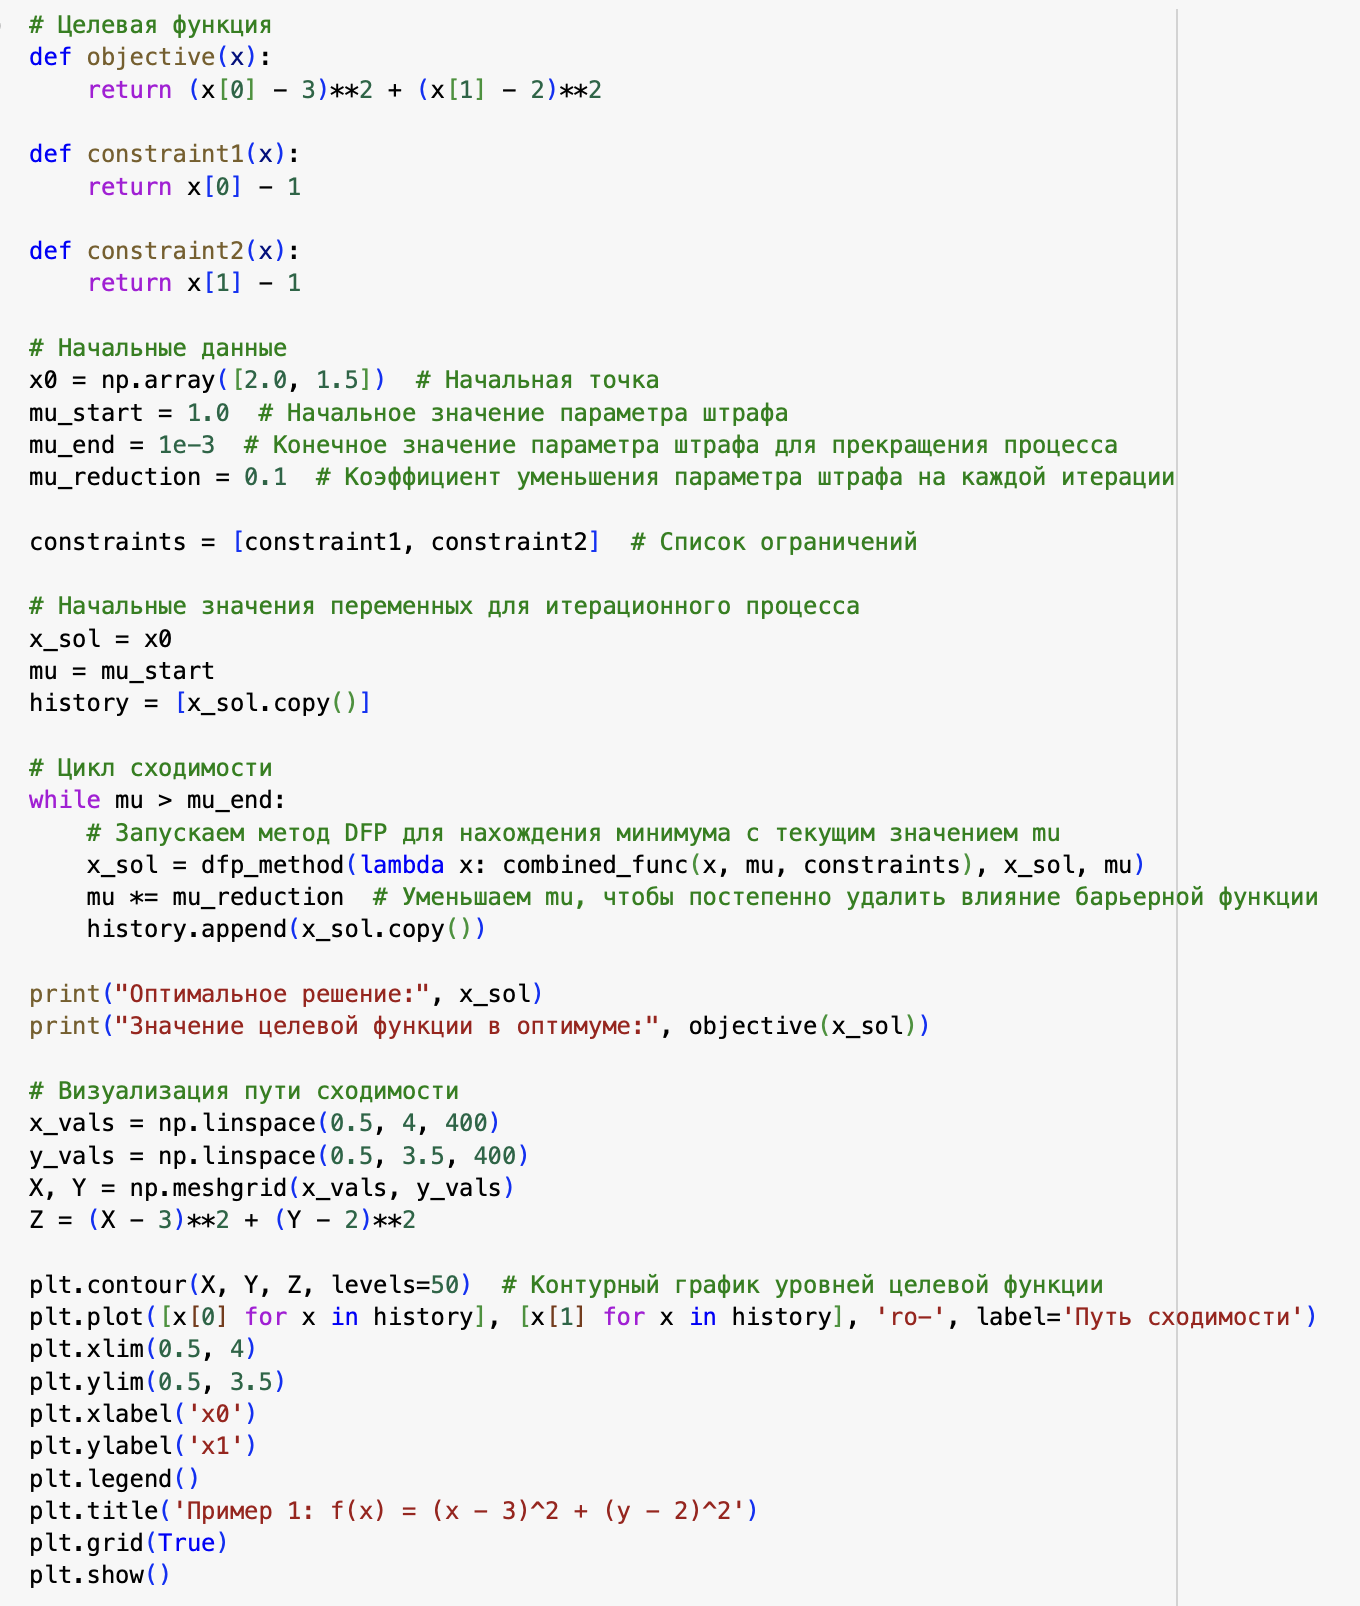 # Целевая функция
def objective(x):
    return (x[0] - 3)**2 + (x[1] - 2)**2

def constraint1(x):
    return x[0] - 1

def constraint2(x):
    return x[1] - 1

# Начальные данные
x0 = np.array([2.0, 1.5])  # Начальная точка
mu_start = 1.0  # Начальное значение параметра штрафа
mu_end = 1e-3  # Конечное значение параметра штрафа для прекращения процесса
mu_reduction = 0.1  # Коэффициент уменьшения параметра штрафа на каждой итерации

constraints = [constraint1, constraint2]  # Список ограничений

# Начальные значения переменных для итерационного процесса
x_sol = x0
mu = mu_start
history = [x_sol.copy()]

# Цикл сходимости
while mu > mu_end:
    # Запускаем метод DFP для нахождения минимума с текущим значением mu
    x_sol = dfp_method(lambda x: combined_func(x, mu, constraints), x_sol, mu)
    mu *= mu_reduction  # Уменьшаем mu, чтобы постепенно удалить влияние барьерной функции
    history.append(x_sol.copy())

print("Оптимальное решение:", x_sol)
print("Значение целевой функции в оптимуме:", objective(x_sol))

# Визуализация пути сходимости
x_vals = np.linspace(0.5, 4, 400)
y_vals = np.linspace(0.5, 3.5, 400)
X, Y = np.meshgrid(x_vals, y_vals)
Z = (X - 3)**2 + (Y - 2)**2

plt.contour(X, Y, Z, levels=50)  # Контурный график уровней целевой функции
plt.plot([x[0] for x in history], [x[1] for x in history], 'ro-', label='Путь сходимости')
plt.xlim(0.5, 4)
plt.ylim(0.5, 3.5)
plt.xlabel('x0')
plt.ylabel('x1')
plt.legend()
plt.title('Пример 1: f(x) = (x - 3)^2 + (y - 2)^2')
plt.grid(True)
plt.show()